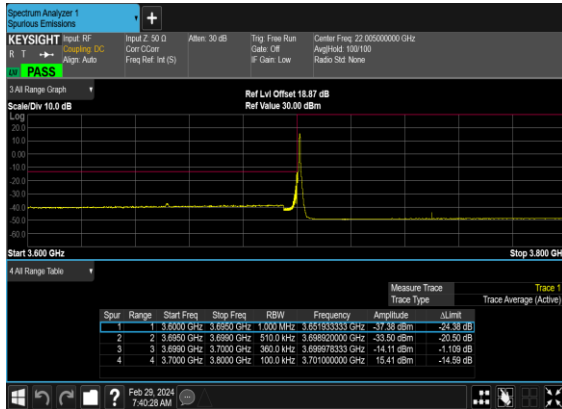 Spectrum Analyzer 1
Spurious Emissions
KEYSIGHT Input: RF
R T Coupling: DC
Align: Auto
LU PASS
Input Z: 50 Ω
Corr CCorr
Freq Ref: Int (S)
Atten: 30 dB
Trig: Free Run
Gate: Off
IF Gain: Low
Center Freq: 22.005000000 GHz
Avg|Hold: 100/100
Radio Std: None
3 All Range Graph
Scale/Div 10.0 dB
Ref Lvl Offset 18.87 dB
Ref Value 30.00 dBm
Log
20.0
10.0
0.00
-10.0
-20.0
-30.0
-40.0
-50.0
-60.0
Start 3.600 GHz Stop 3.800 GH
4 All Range Table
Measure Trace Trace 1
Trace Type Trace Average (Active)
Spur Range Start Freq Stop Freq RBW Frequency Amplitude ΔLimit
1 1 3.6000 GHz 3.6950 GHz 1.000 MHz 3.651933333 GHz -37.38 dBm -24.38 dB
2 2 3.6950 GHz 3.6990 GHz 510.0 kHz 3.698920000 GHz -33.50 dBm -20.50 dB
3 3 3.6990 GHz 3.7000 GHz 360.0 kHz 3.699978333 GHz -14.11 dBm -1.109 dB
4 4 3.7000 GHz 3.8000 GHz 100.0 kHz 3.701000000 GHz 15.41 dBm -14.59 dB
Feb 29, 2024
7:40:28 AM